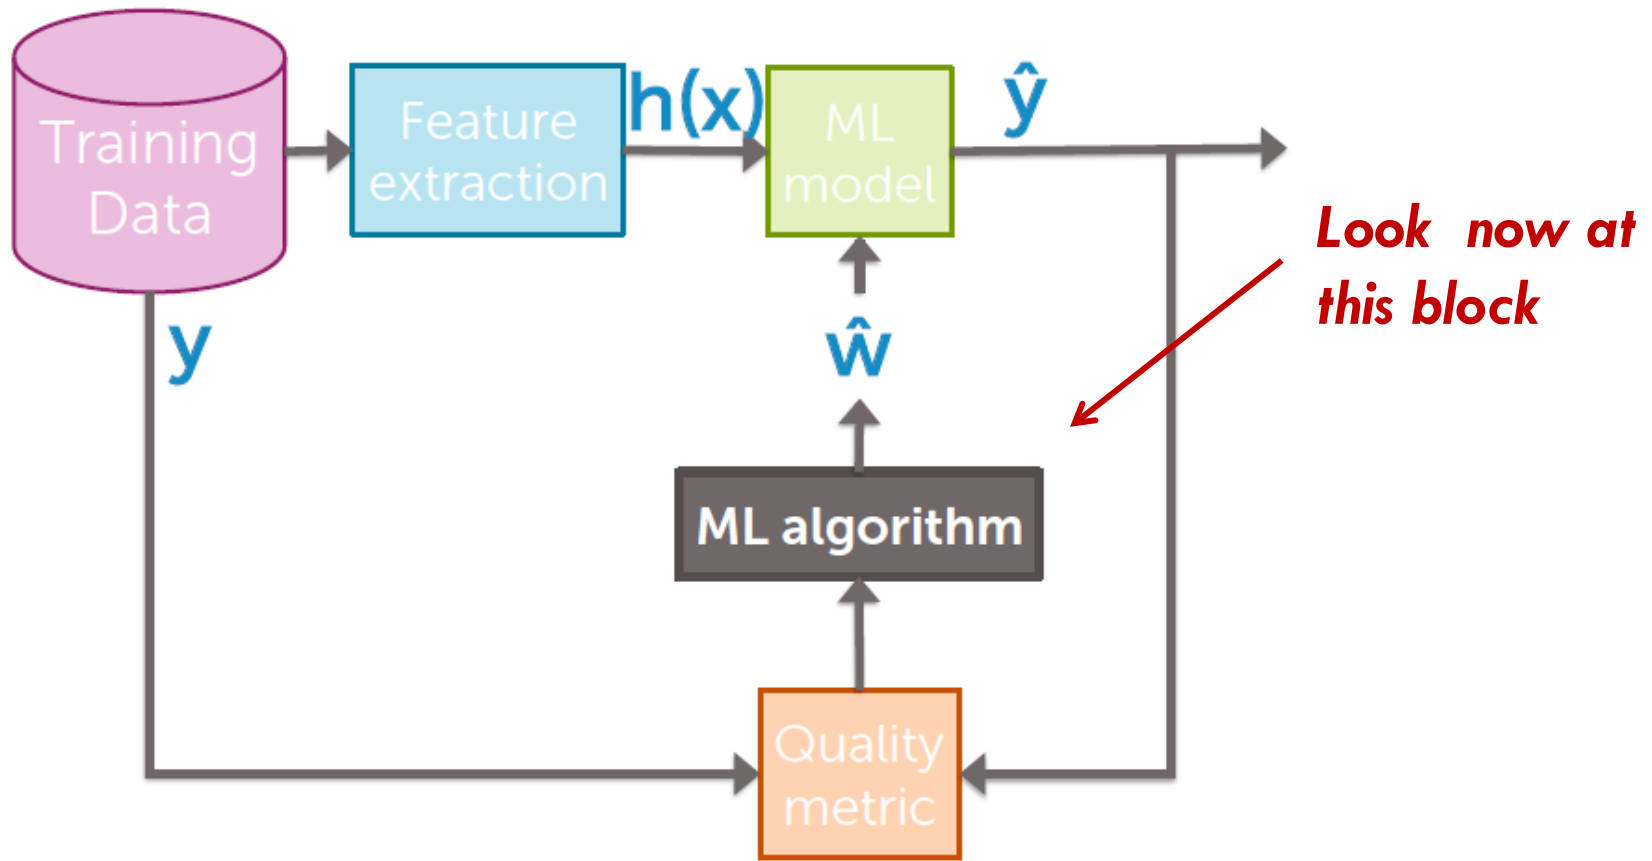 Training
Data
Feature
extraction
h(x)
ML
model
ŷ
Look now at
this block
y
ŵ
ML algorithm
Quality
metric